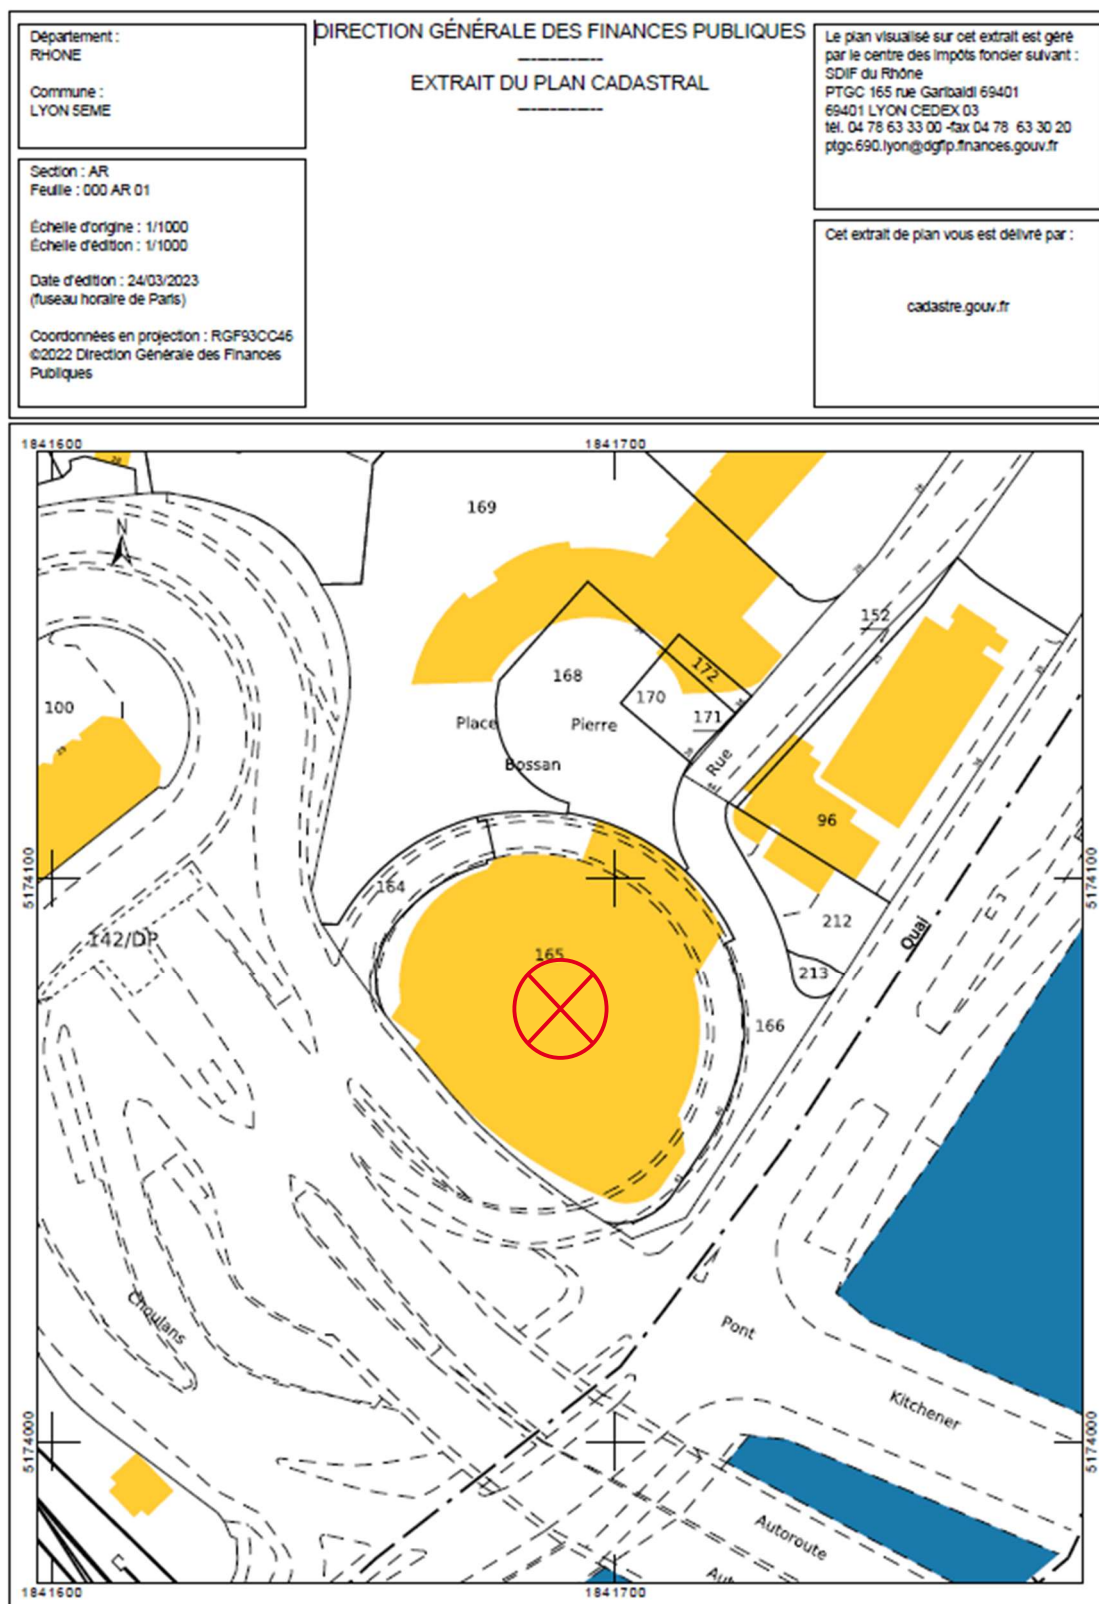 Département :
RHONE
Commune :
LYON 5EME
Section : AR
Feuille : 000 AR 01
Échelle d'origine : 1/1000
Échelle d'édition : 1/1000
Date d'édition : 24/03/2023
(fuseau horaire de Paris)
Coordonnées en projection : RGF93CC46
©2022 Direction Générale des Finances
Publiques
DIRECTION GÉNÉRALE DES FINANCES PUBLIQUES
EXTRAIT DU PLAN CADASTRAL
Le plan visualisé sur cet extrait est géré
par le centre des impôts foncier suivant :
SDIF du Rhône
PTGC 165 rue Garibaldi 69401
69401 LYON CEDEX 03
tél. 04 78 63 33 00 -fax 04 78 63 30 20
ptgc.690.lyon@dgfip.finances.gouv.fr
Cet extrait de plan vous est délivré par :
cadastre.gouv.fr
1841600
1841700
169
N
152
172
168
170
100
171
Place
Pierre
Rue
Bossan
96
5174100
5174100
164
212
142/DP
Quai
165
213
166
Choulans
Pont
Kitchener
5174000
5174000
Autoroute
1841600
1841700